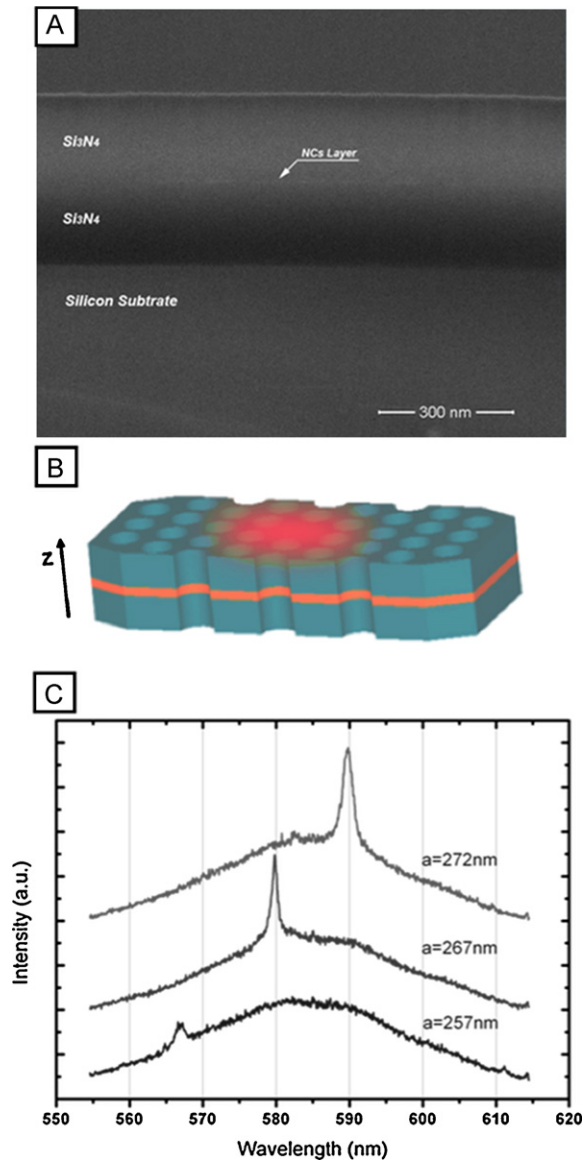 A
Si3N4
NCs Layer
Si3N4
Silicon Subtrate
300 nm
B
z
C
Intensity (a.u.)
a=272nm
a=267nm
a=257nm
550 560 570 580 590 600 610 620
Wavelength (nm)